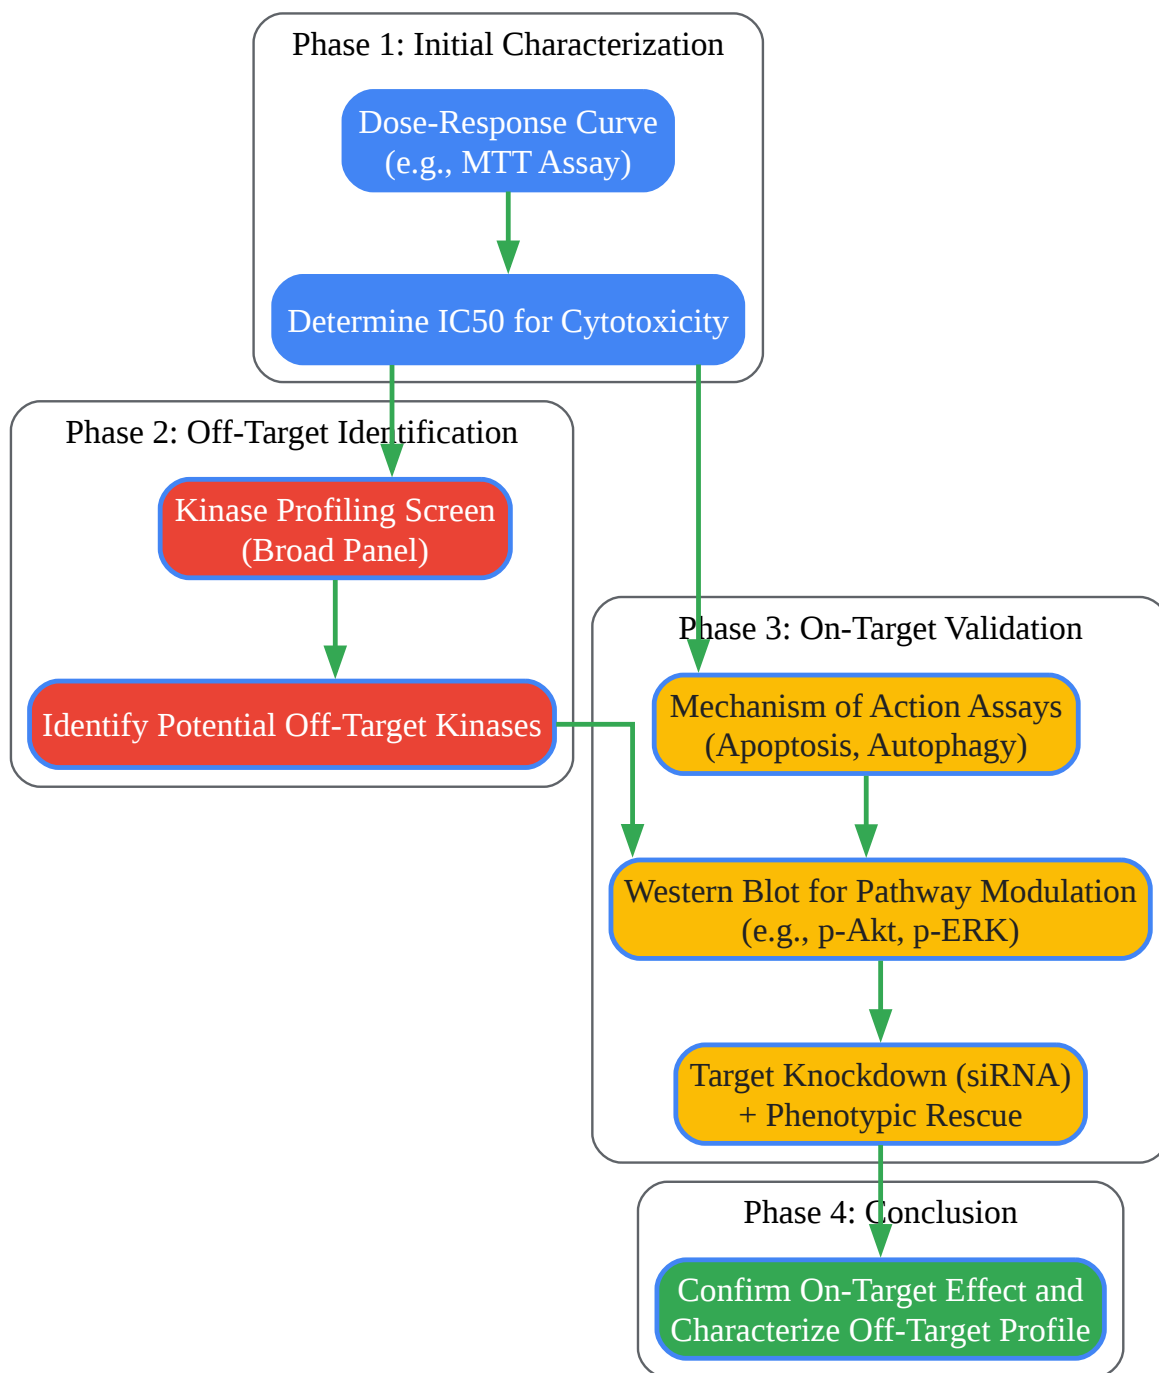 Phase 1: Initial Characterization
Dose-Response Curve
(e.g., MTT Assay)
Determine IC50 for Cytotoxicity
Phase 2: Off-Target Identification
Kinase Profiling Screen
(Broad Panel)
Identify Potential Off-Target Kinases
Phase 3: On-Target Validation
Mechanism of Action Assays
(Apoptosis, Autophagy)
Western Blot for Pathway Modulation
(e.g., p-Akt, p-ERK)
Target Knockdown (siRNA)
+ Phenotypic Rescue
Phase 4: Conclusion
Confirm On-Target Effect and
Characterize Off-Target Profile